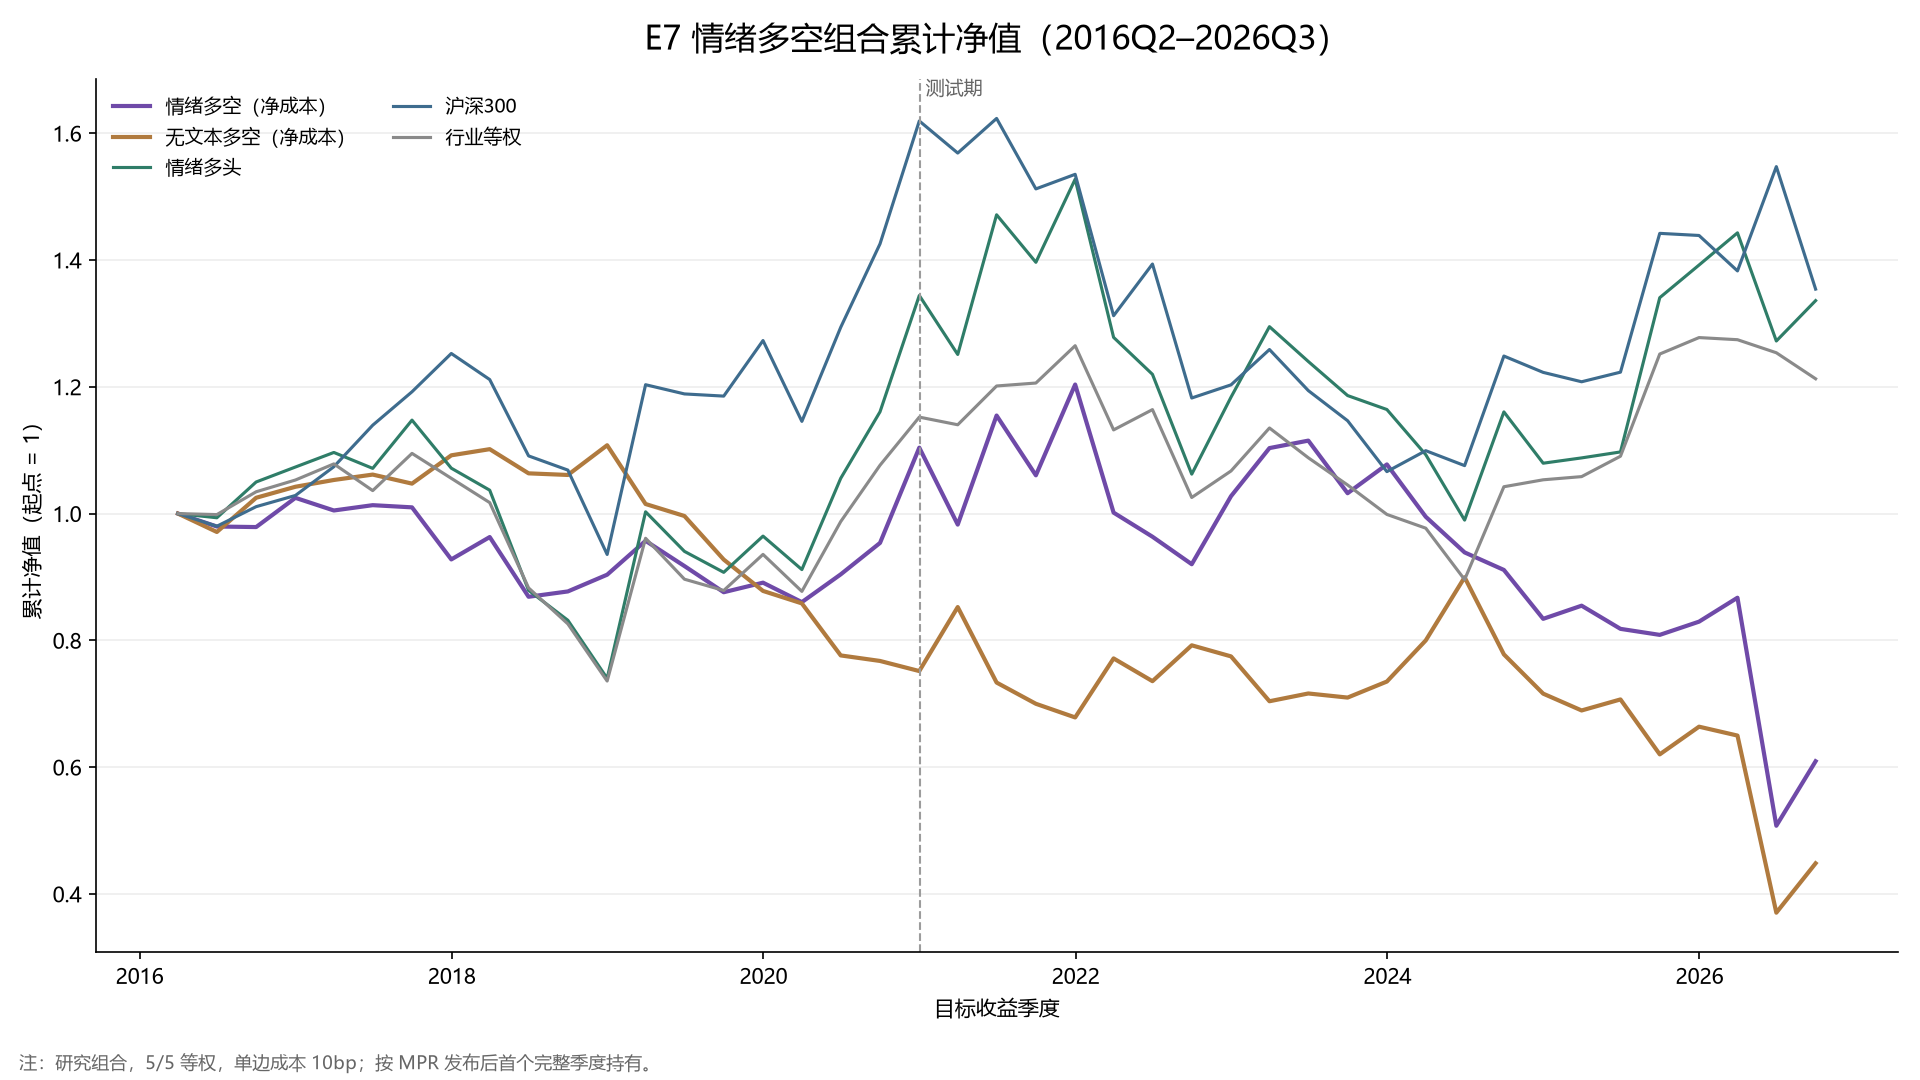 E7 情绪多空组合累计净值（2016Q2–2026Q3）
情绪多空（净成本）
无文本多空（净成本）
情绪多头
沪深300
行业等权
测试期
累计净值（起点 = 1）
1.6
1.4
1.2
1.0
0.8
0.6
0.4
2016
2018
2020
2022
2024
2026
目标收益季度
注：研究组合，5/5 等权，单边成本 10bp；按 MPR 发布后首个完整季度持有。